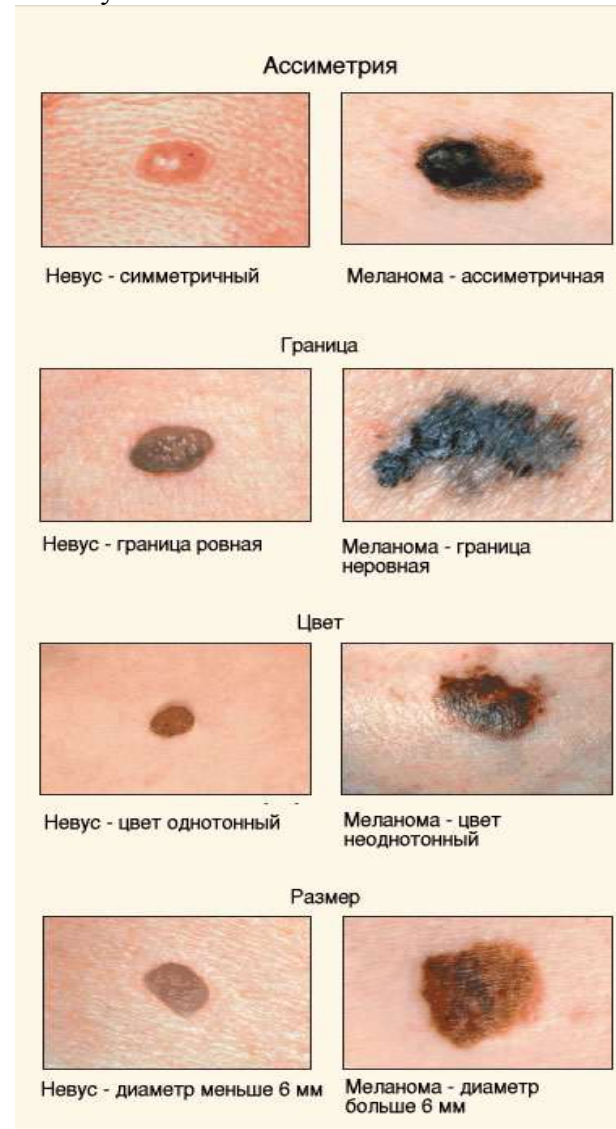 Ассиметрия
Невус - симметричный
Меланома - ассиметричная
Граница
Невус - граница ровная
Меланома - граница
неровная
Цвет
Невус - цвет однотонный
Меланома - цвет
неоднотонный
Размер
Невус - диаметр меньше 6 мм
Меланома - диаметр
больше 6 мм